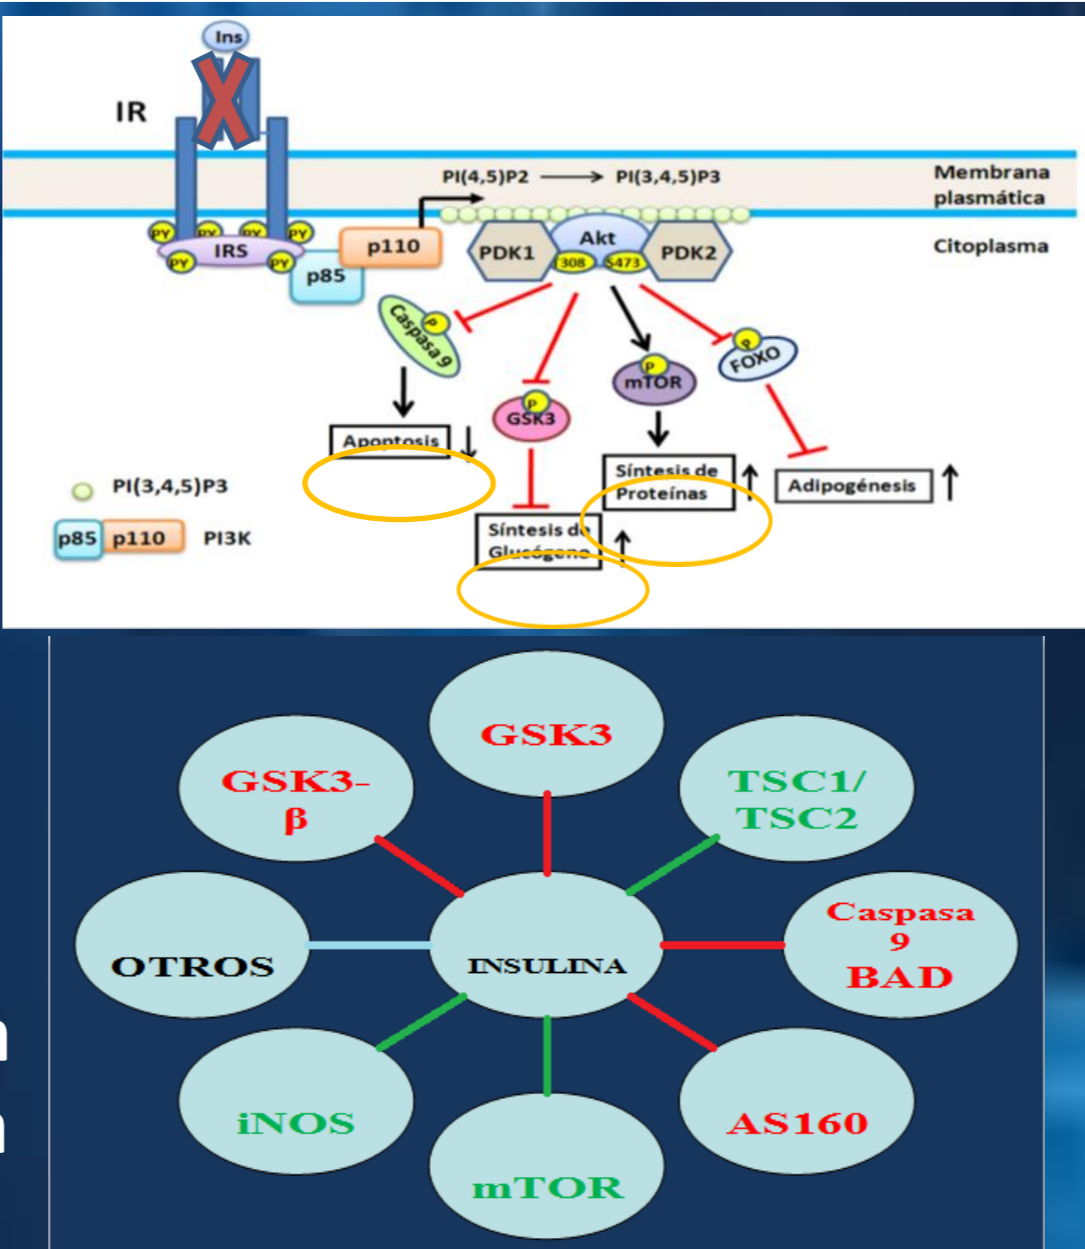 Ins
IR
PI(4,5)P2
PI(3,4,5)P3
Membrana
plasmática
Citoplasma
PY
PY
PY
PY
IRS
PY
PY
p85
p110
PDK1
Akt
308
S473
PDK2
Caspasa 9
P
P
GSK3
P
mTOR
P
FOXO
Apoptosis
Síntesis de
Proteínas
Adipogénesis
Síntesis de
Glucógeno
PI(3,4,5)P3
p85
p110
PI3K
GSK3
GSK3-
β
TSC1/
TSC2
Caspasa
9
BAD
OTROS
INSULINA
iNOS
AS160
mTOR